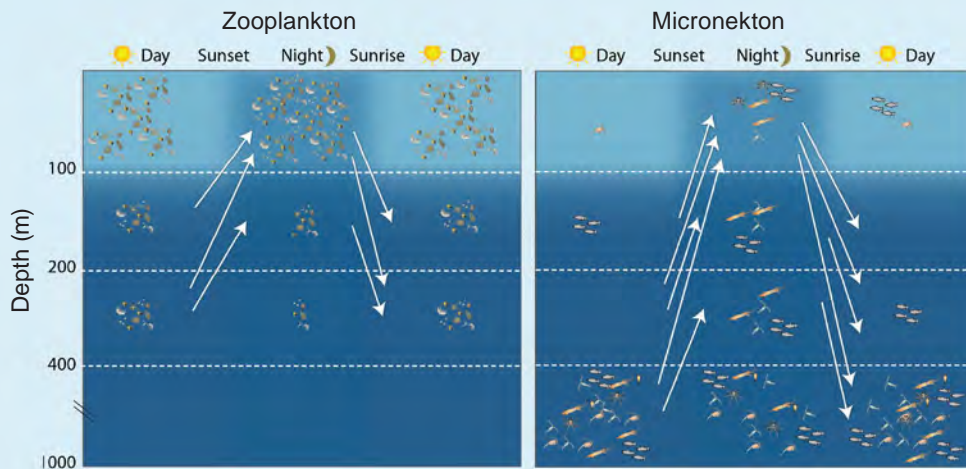 Zooplankton
Day Sunset Night Sunrise Day
Micronekton
Day Sunset Night Sunrise Day
Depth (m)
100
200
400
1000